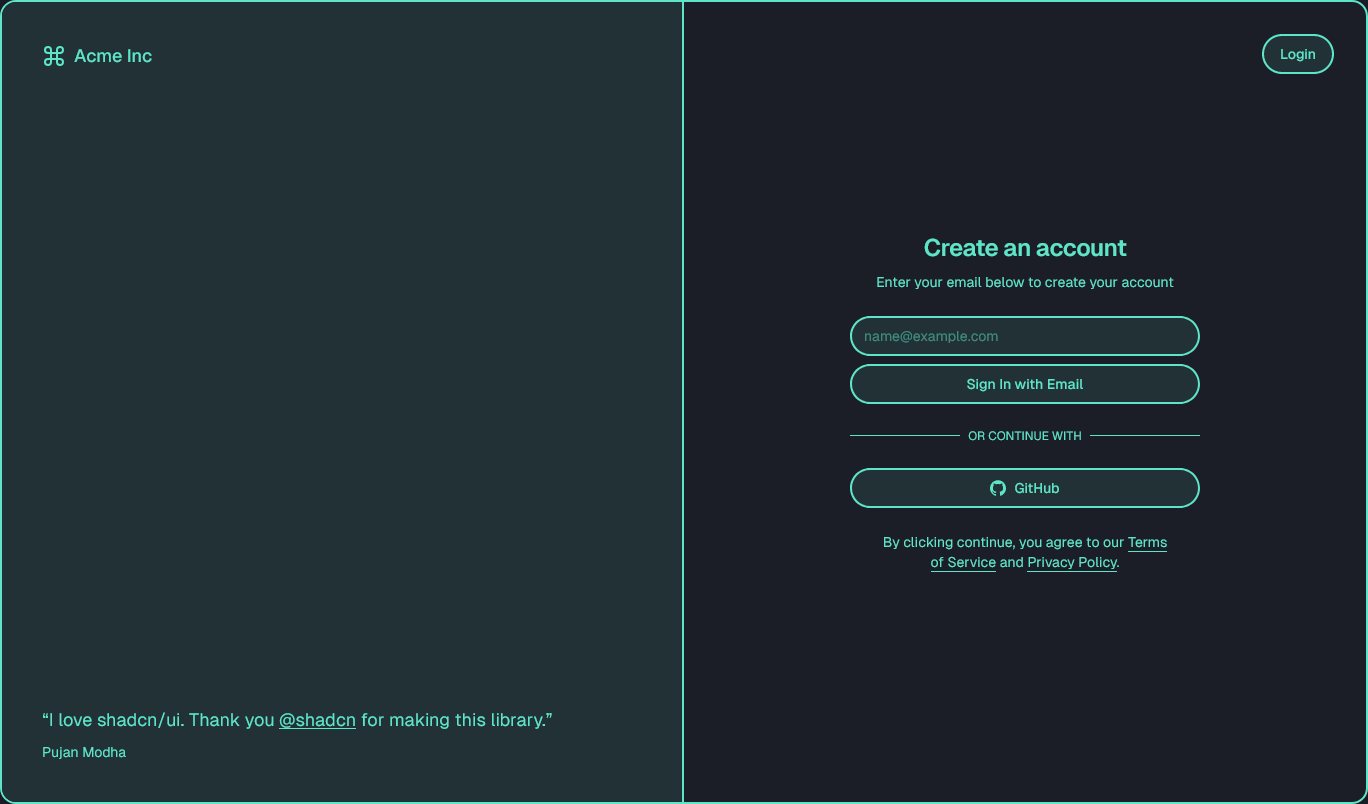 Acme Inc
Login
Create an account
Enter your email below to create your account
name@example.com
Sign In with Email
OR CONTINUE WITH
GitHub
By clicking continue, you agree to our Terms
of Service and Privacy Policy.
“I love shadcn/ui. Thank you @shadcn for making this library.”
Pujan Modha